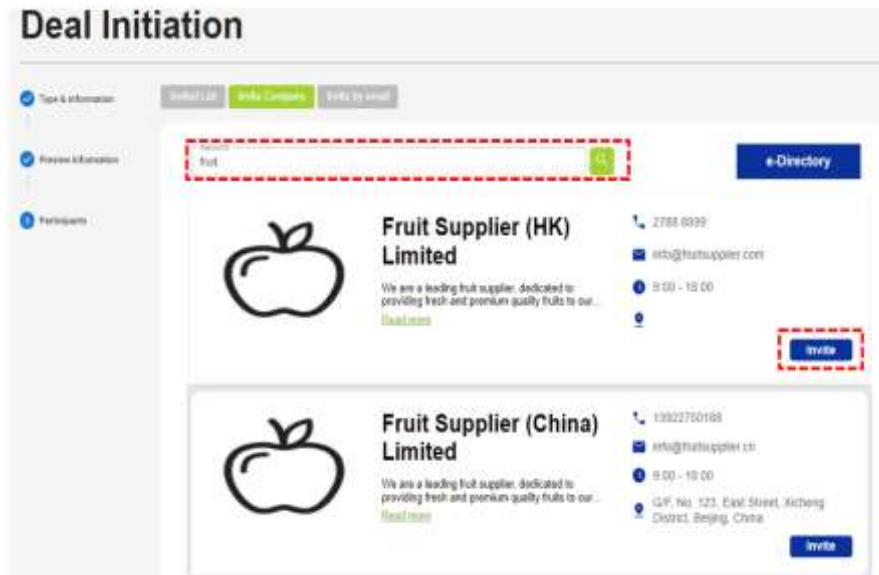 Deal Initiation
Type & Information
Invited List
Invite Company
Invite by email
Preview Information
Keyword
fruit
e-Directory
Participants
Fruit Supplier (HK)
Limited
We are a leading fruit supplier, dedicated to
providing fresh and premium quality fruits to our...
Read more
2788 8899
info@fruitsupplier.com
9:00 - 18:00
Invite
Fruit Supplier (China)
Limited
We are a leading fruit supplier, dedicated to
providing fresh and premium quality fruits to our...
Read more
13922750188
info@fruitsupplier.cn
9:00 - 18:00
G/F, No. 123, East Street, Xicheng
District, Beijing, China
Invite